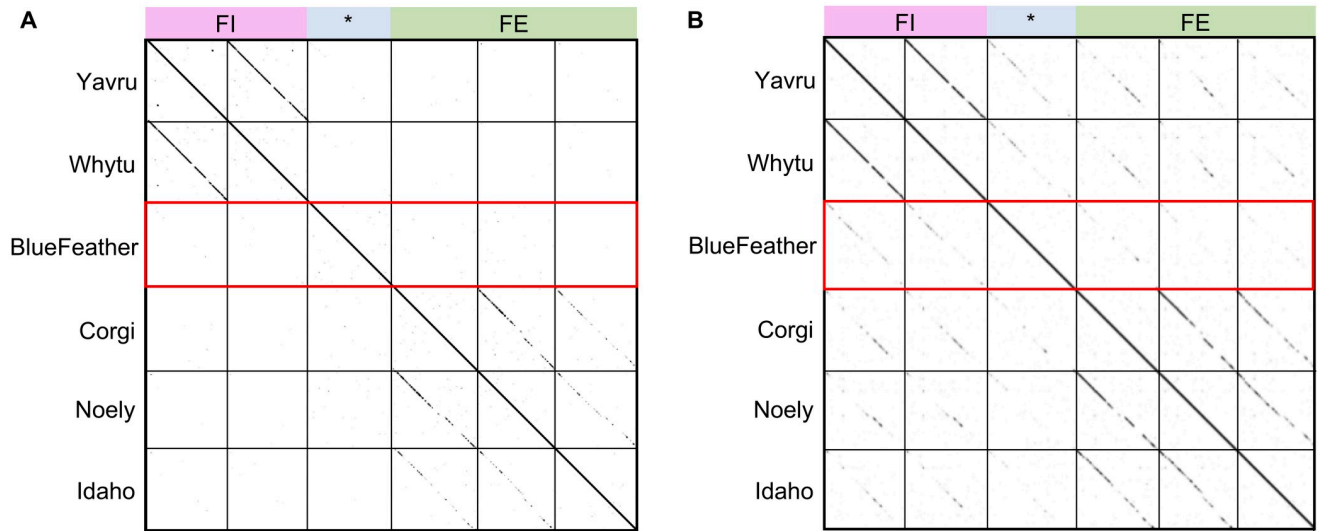 A
FI * FE
Yavru
Whytu
BlueFeather
Corgi
Noely
Idaho
B
FI * FE
Yavru
Whytu
BlueFeather
Corgi
Noely
Idaho